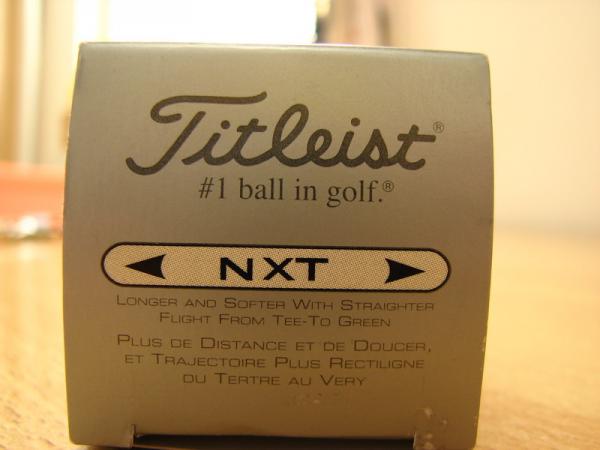 Titleist®
#1 ball in golf.®
NXT
LONGER AND SOFTER WITH STRAIGHTER
FLIGHT FROM TEE-TO GREEN
PLUS DE DISTANCE ET DE DOUCER,
ET TRAJECTOIRE PLUS RECTILIGNE
DU TERTRE AU VERY